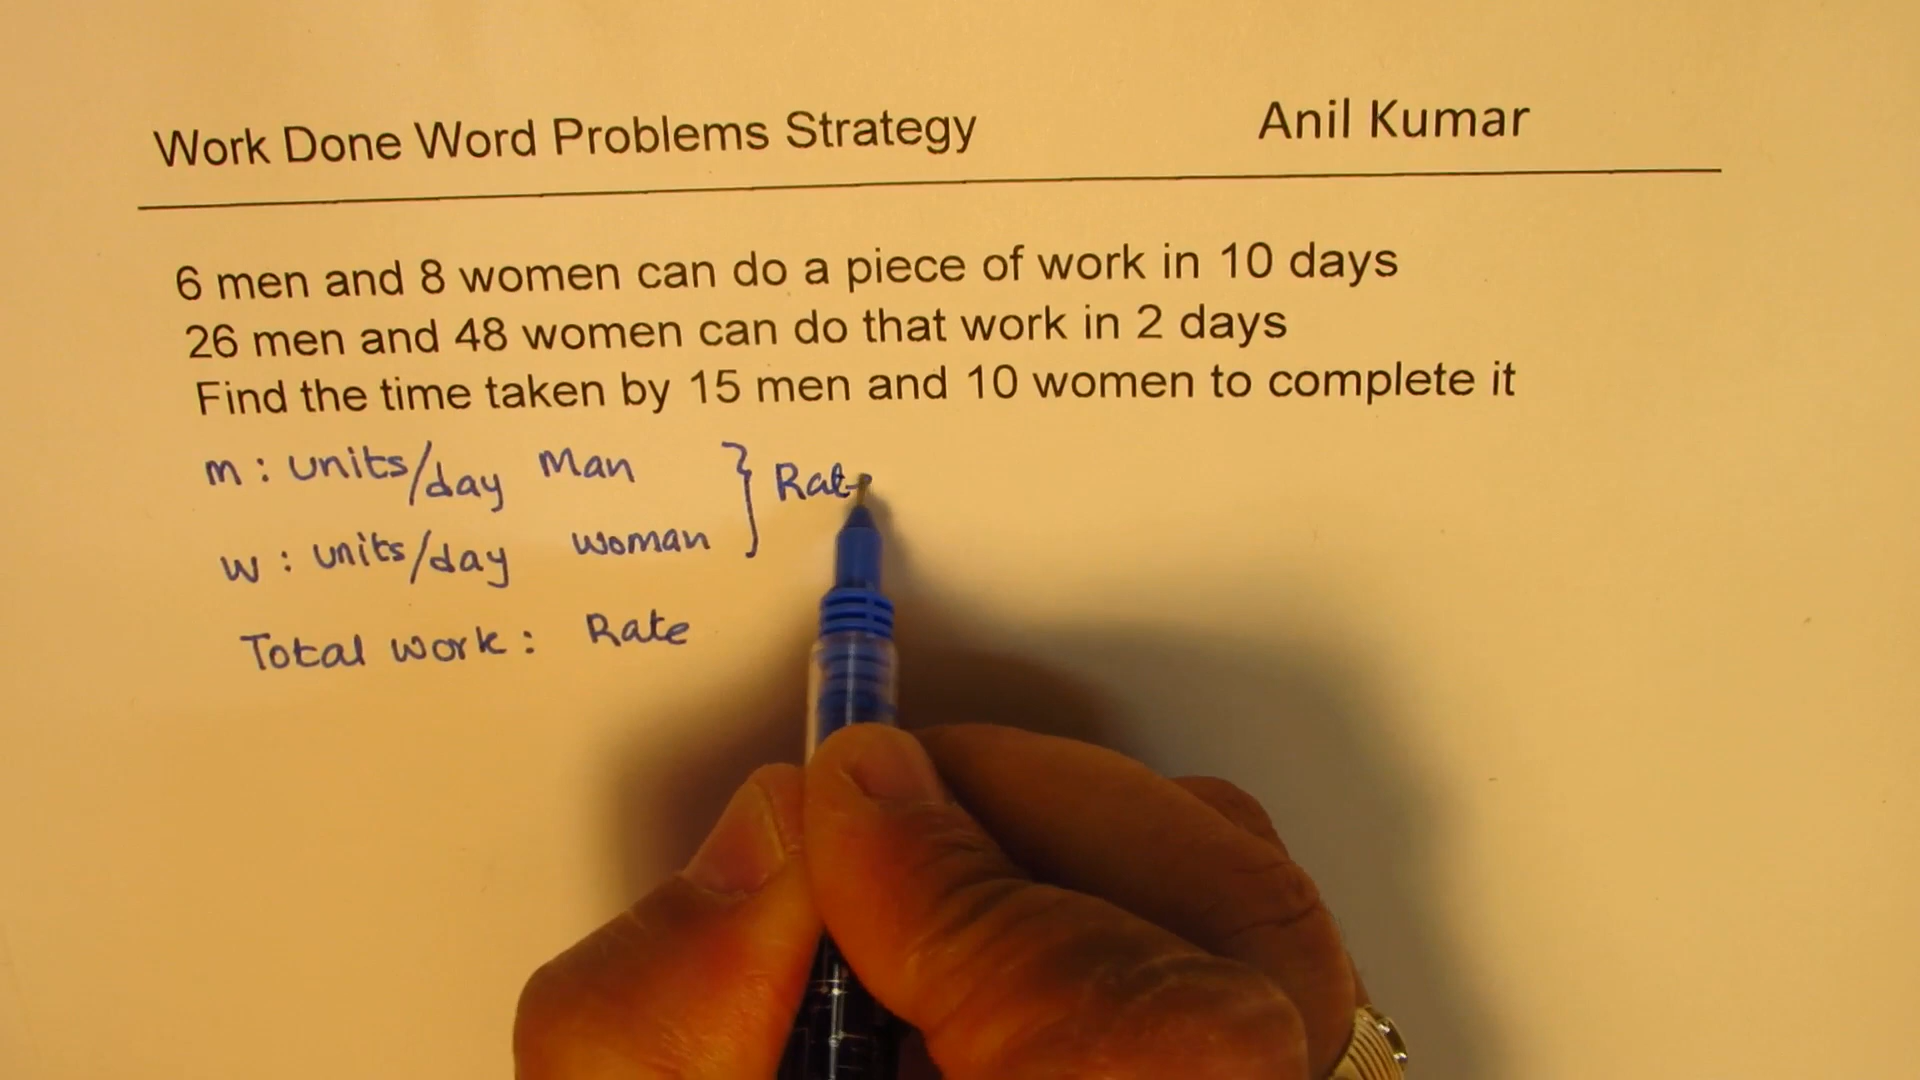 Work Done Word Problems Strategy Anil Kumar
6 men and 8 women can do a piece of work in 10 days
26 men and 48 women can do that work in 2 days
Find the time taken by 15 men and 10 women to complete it
m : units/day Man } Rate
w : units/day woman
Total work : Rate